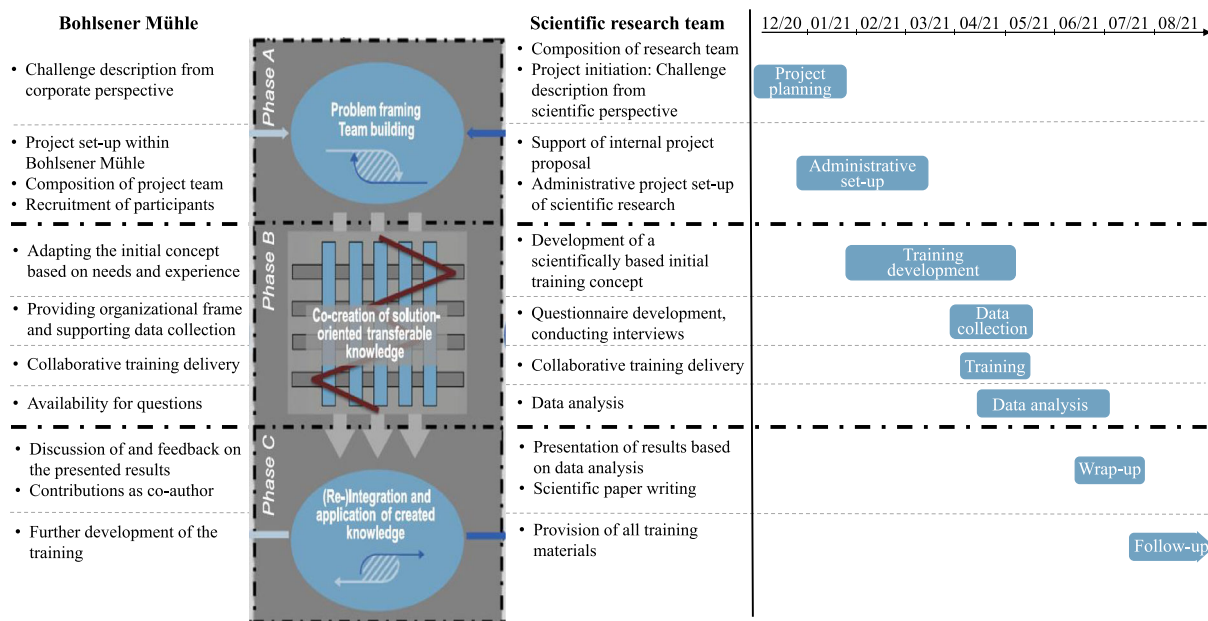 Bohlsener Mühle
Scientific research team
12/20 01/21 02/21 03/21 04/21 05/21 06/21 07/21 08/21
Phase A
• Challenge description from
corporate perspective
Problem framing
Team building
• Composition of research team
• Project initiation: Challenge
description from
scientific perspective
Project
planning
• Project set-up within
Bohlsener Mühle
• Composition of project team
• Recruitment of participants
• Support of internal project
proposal
• Administrative project set-up
of scientific research
Administrative
set-up
Phase B
• Adapting the initial concept
based on needs and experience
• Development of a
scientifically based initial
training concept
Training
development
• Providing organizational frame
and supporting data collection
Co-creation of solution-
oriented transferable
knowledge
• Questionnaire development,
conducting interviews
Data
collection
• Collaborative training delivery
• Collaborative training delivery
Training
• Availability for questions
• Data analysis
Data analysis
Phase C
• Discussion of and feedback on
the presented results
• Contributions as co-author
(Re-)Integration and
application of created
knowledge
• Presentation of results based
on data analysis
• Scientific paper writing
Wrap-up
• Further development of the
training
• Provision of all training
materials
Follow-up